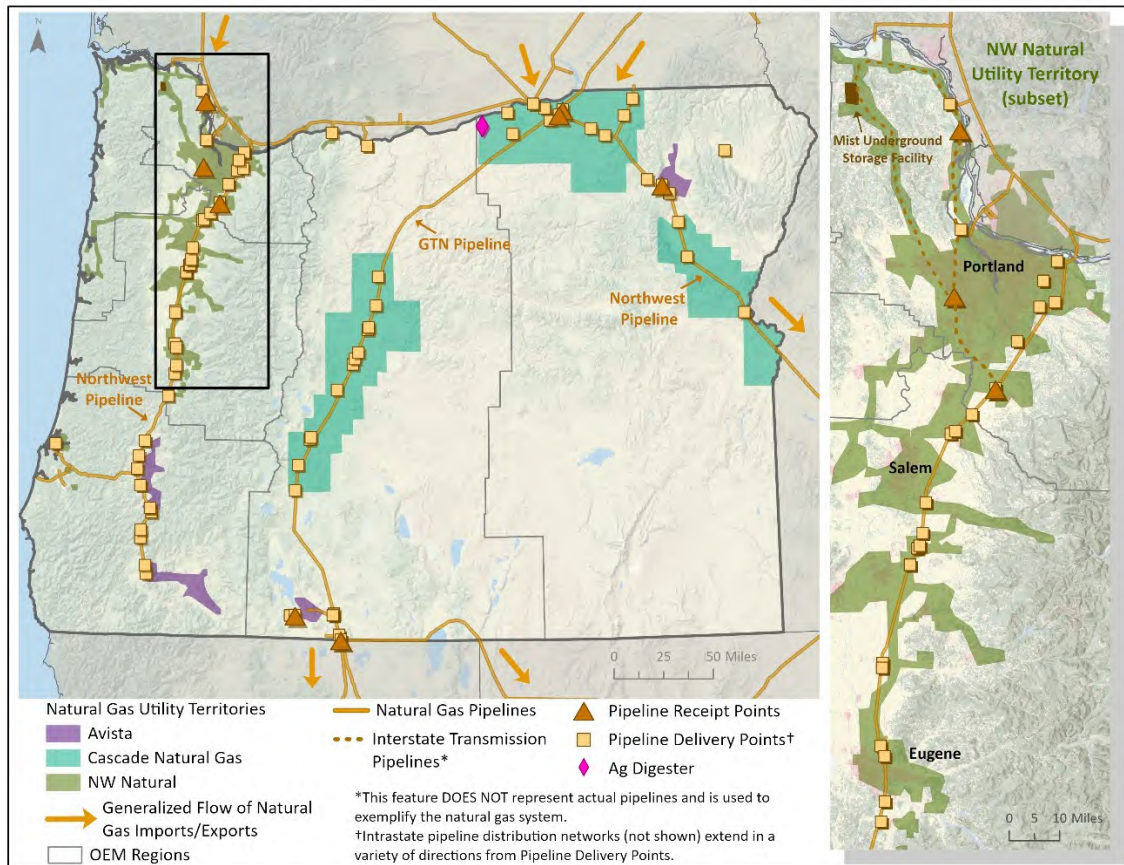 GTN Pipeline
Northwest
Pipeline
Northwest
Pipeline
0 25 50 Miles
NW Natural
Utility Territory
(subset)
Mist Underground
Storage Facility
Portland
Salem
Eugene
0 5 10 Miles
Natural Gas Utility Territories
Avista
Cascade Natural Gas
NW Natural
Generalized Flow of Natural
Gas Imports/Exports
OEM Regions
Natural Gas Pipelines
Interstate Transmission
Pipelines*
Pipeline Receipt Points
Pipeline Delivery Points†
Ag Digester
*This feature DOES NOT represent actual pipelines and is used to
exemplify the natural gas system.
†Intrastate pipeline distribution networks (not shown) extend in a
variety of directions from Pipeline Delivery Points.